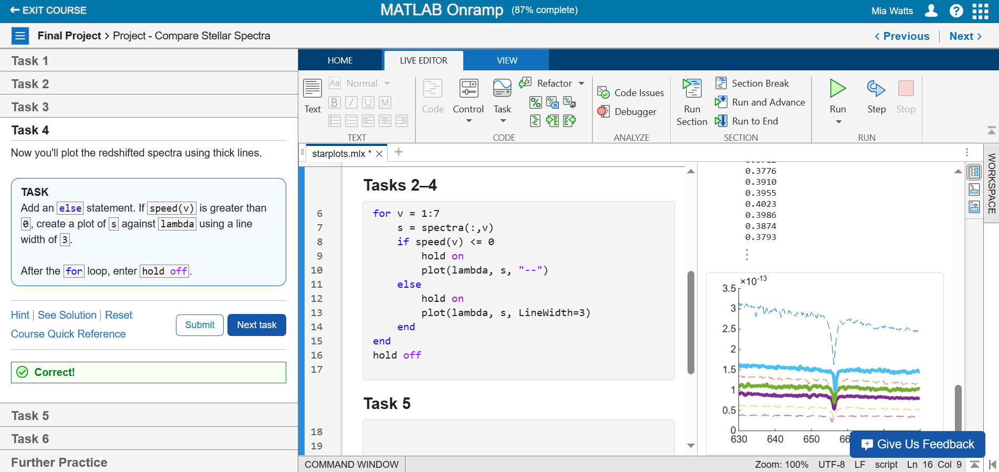 EXIT COURSE
MATLAB Onramp (87% complete)
Mia Watts
Final Project > Project - Compare Stellar Spectra
Previous
Next
Task 1
Task 2
Task 3
Task 4
Now you'll plot the redshifted spectra using thick lines.
TASK
Add an else statement. If speed(v) is greater than
0, create a plot of s against lambda using a line
width of 3.
After the for loop, enter hold off.
Hint | See Solution | Reset
Course Quick Reference
Submit
Next task
Correct!
Task 5
Task 6
Further Practice
HOME
LIVE EDITOR
VIEW
Text
Aa
Normal
B I U M
TEXT
Code
Control
Task
Refactor
CODE
Code Issues
Debugger
ANALYZE
Run
Section
Section Break
Run and Advance
Run to End
SECTION
Run
Step
Stop
RUN
starplots.mlx *
Tasks 2–4
6 for v = 1:7
7 s = spectra(:,v)
8 if speed(v) <= 0
9 hold on
10 plot(lambda, s, "--")
11 else
12 hold on
13 plot(lambda, s, LineWidth=3)
14 end
15 end
16 hold off
17
Task 5
18
19
0.3776
0.3910
0.3955
0.4023
0.3986
0.3874
0.3793
×10-13
3.5
3
2.5
2
1.5
1
0.5
0
630 640 650 66
WORKSPACE
Give Us Feedback
COMMAND WINDOW
Zoom: 100% UTF-8 LF script Ln 16 Col 9